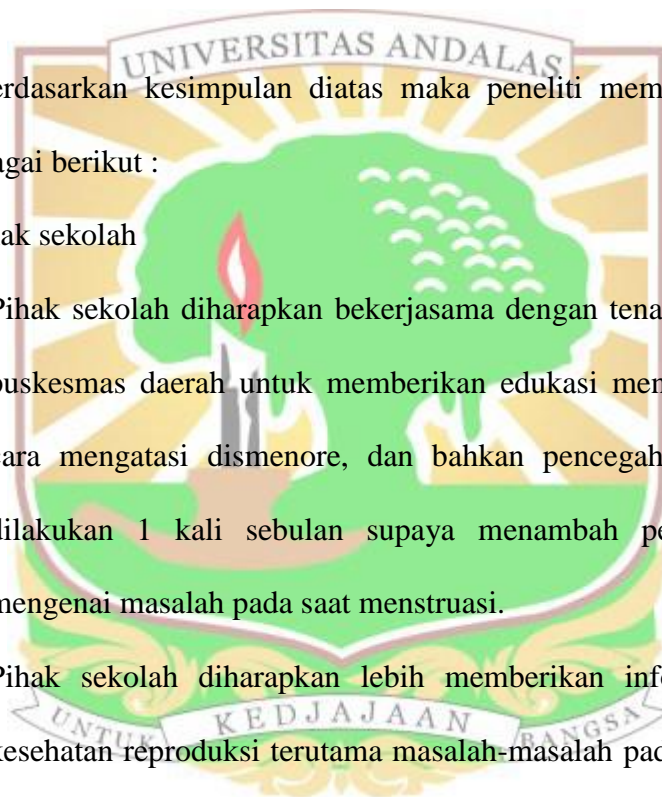 UNIVERSITAS ANDALAS
erdasarkan kesimpulan diatas maka peneliti mem
agai berikut :
ak sekolah
Pihak sekolah diharapkan bekerjasama dengan tena
puskesmas daerah untuk memberikan edukasi men
cara mengatasi dismenore, dan bahkan pencegah
dilakukan 1 kali sebulan supaya menambah pe
mengenai masalah pada saat menstruasi.
Pihak sekolah diharapkan lebih memberikan info
UNTUK KEDJAJAAN BANGSA
kesehatan reproduksi terutama masalah-masalah pad